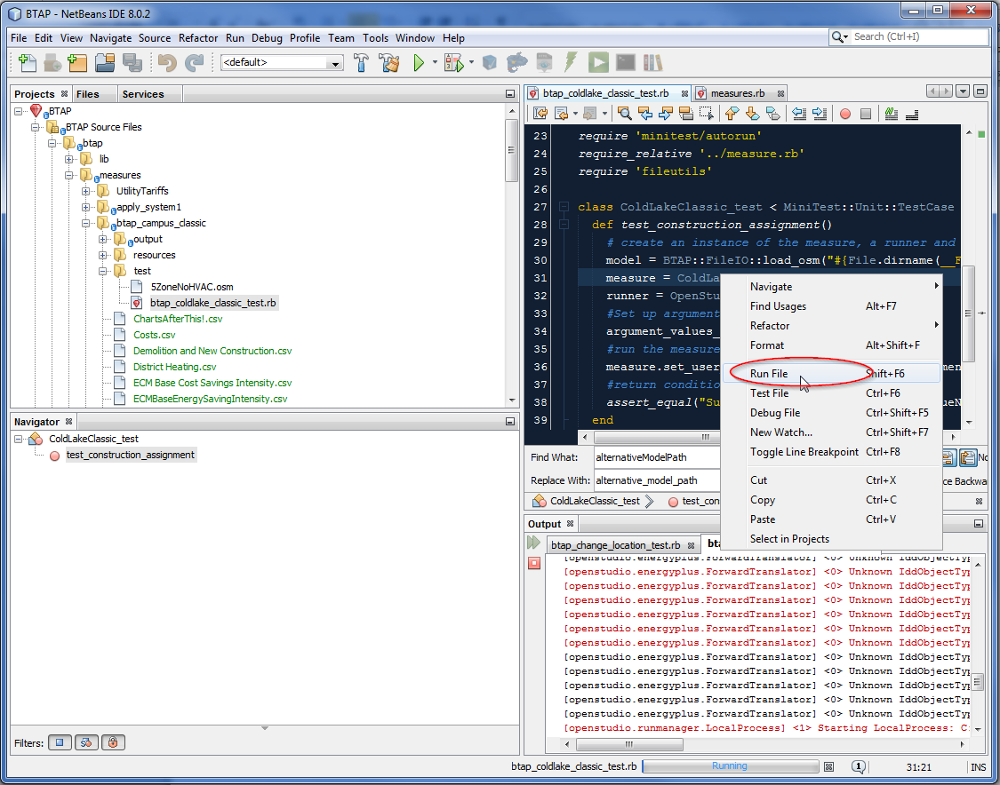 BTAP - NetBeans IDE 8.0.2
File Edit View Navigate Source Refactor Run Debug Profile Team Tools Window Help
Search (Ctrl+I)
<default>
Projects
Files
Services
BTAP
BTAP Source Files
btap
lib
measures
UtilityTariffs
apply_system1
btap_campus_classic
output
resources
test
5ZoneNoHVAC.osm
btap_coldlake_classic_test.rb
ChartsAfterThis!.csv
Costs.csv
Demolition and New Construction.csv
District Heating.csv
ECM Base Cost Savings Intensity.csv
ECMBaseEnergySavingIntensity.csv
Navigator
ColdLakeClassic_test
test_construction_assignment
Filters:
btap_coldlake_classic_test.rb
measures.rb
23 require 'minitest/autorun'
24 require_relative '../measure.rb'
25 require 'fileutils'
26
27 class ColdLakeClassic_test < MiniTest::Unit::TestCase
28 def test_construction_assignment()
29 # create an instance of the measure, a runner and
30 model = BTAP::FileIO::load_osm("#{File.dirname(__F
31 measure = ColdLa
32 runner = OpenStu
33 #Set up argument
34 argument_values_
35 #run the measure
36 measure.set_user
37 #return conditio
38 assert_equal("Su
39 end
Navigate
Find Usages Alt+F7
Refactor
Format Alt+Shift+F
Run File Shift+F6
Test File Ctrl+F6
Debug File Ctrl+Shift+F5
New Watch... Ctrl+Shift+F7
Toggle Line Breakpoint Ctrl+F8
Cut Ctrl+X
Copy Ctrl+C
Paste Ctrl+V
Select in Projects
men
ueN
Find What: alternativeModelPath
No
Replace With: alternative_model_path
ce Backwa
ColdLakeClassic_test
test_con
Output
btap_change_location_test.rb
bta
[openstudio.energyplus.ForwardTranslator] <0> Unknown IddObjectTyp
[openstudio.energyplus.ForwardTranslator] <0> Unknown IddObjectTyp
[openstudio.energyplus.ForwardTranslator] <0> Unknown IddObjectTyp
[openstudio.energyplus.ForwardTranslator] <0> Unknown IddObjectTyp
[openstudio.energyplus.ForwardTranslator] <0> Unknown IddObjectTyp
[openstudio.energyplus.ForwardTranslator] <0> Unknown IddObjectTyp
[openstudio.energyplus.ForwardTranslator] <0> Unknown IddObjectTyp
[openstudio.energyplus.ForwardTranslator] <0> Unknown IddObjectTyp
[openstudio.energyplus.ForwardTranslator] <0> Unknown IddObjectTyp
[openstudio.energyplus.ForwardTranslator] <0> Unknown IddObjectTyp
[openstudio.energyplus.ForwardTranslator] <0> Unknown IddObjectTyp
[openstudio.energyplus.ForwardTranslator] <0> Unknown IddObjectTyp
[openstudio.runmanager.LocalProcess] <1> Starting LocalProcess: C:
btap_coldlake_classic_test.rb
Running
1
31:21
INS